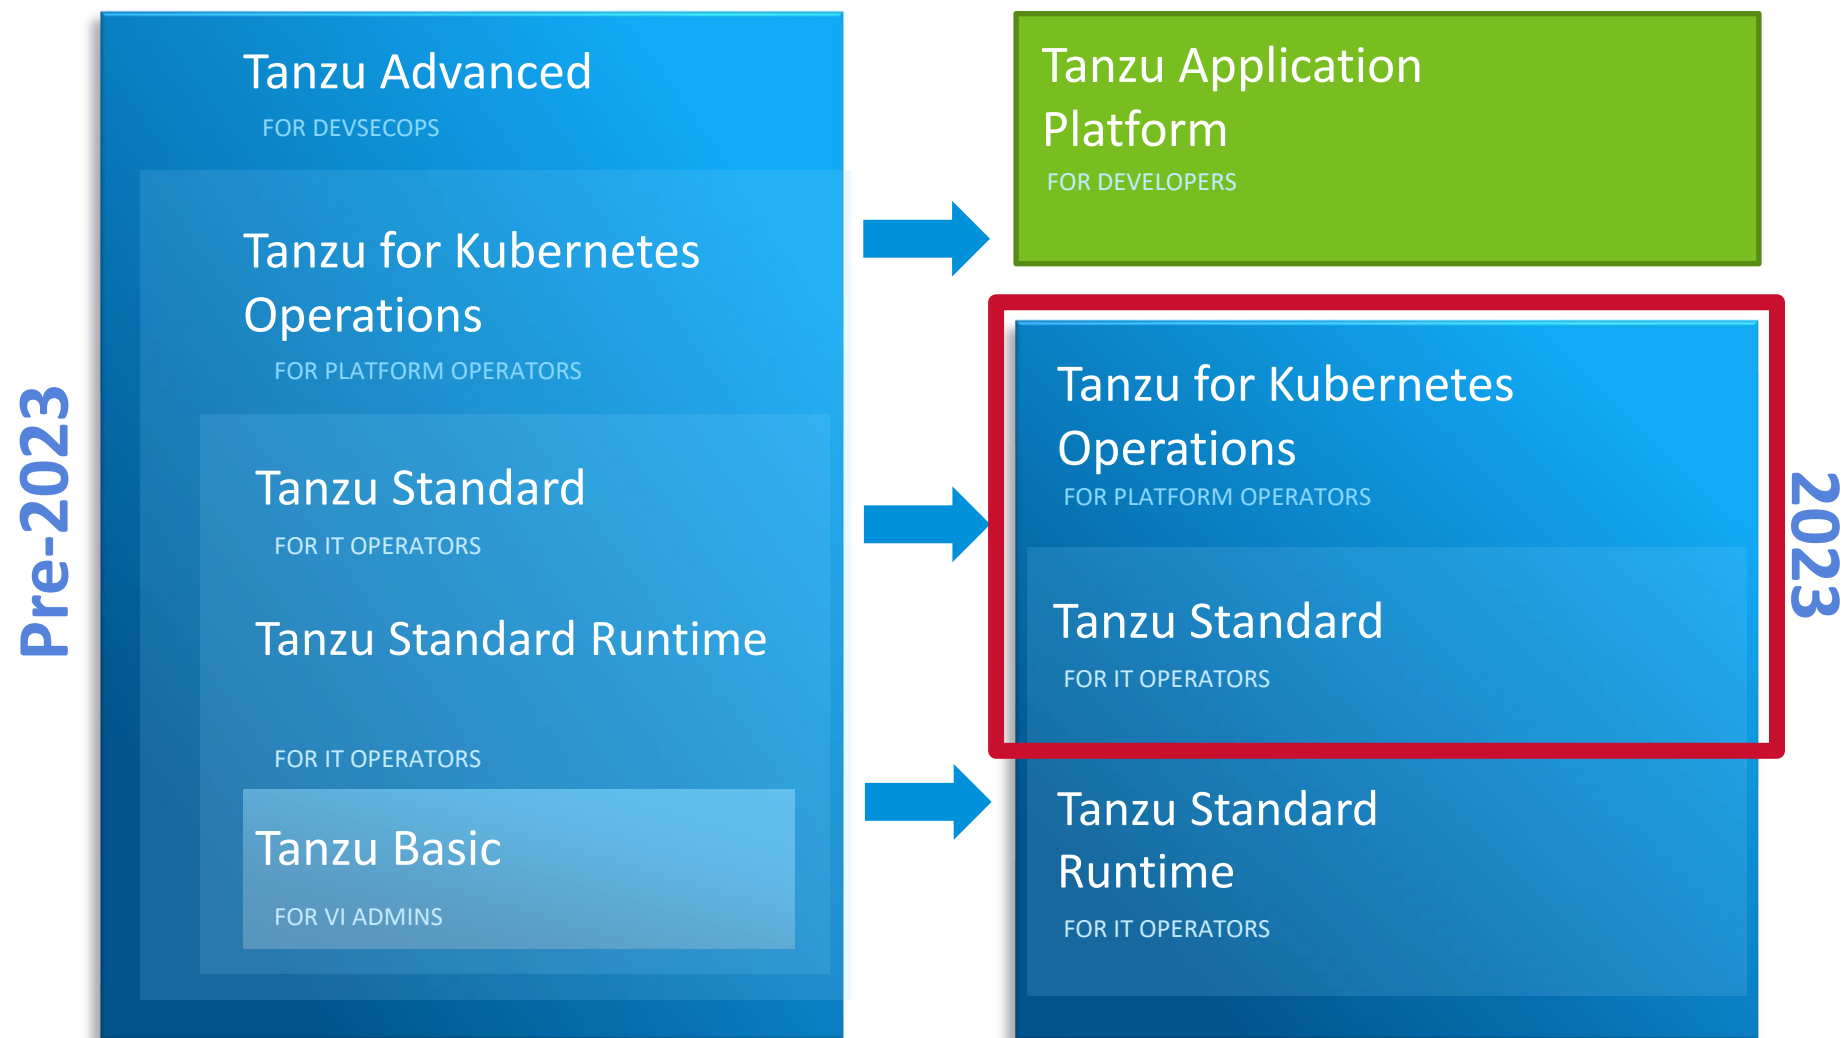 Pre-2023
Tanzu Advanced
FOR DEVSECOPS
Tanzu for Kubernetes
Operations
FOR PLATFORM OPERATORS
Tanzu Standard
FOR IT OPERATORS
Tanzu Standard Runtime
FOR IT OPERATORS
Tanzu Basic
FOR VI ADMINS
Tanzu Application
Platform
FOR DEVELOPERS
Tanzu for Kubernetes
Operations
FOR PLATFORM OPERATORS
Tanzu Standard
FOR IT OPERATORS
Tanzu Standard
Runtime
FOR IT OPERATORS
2023